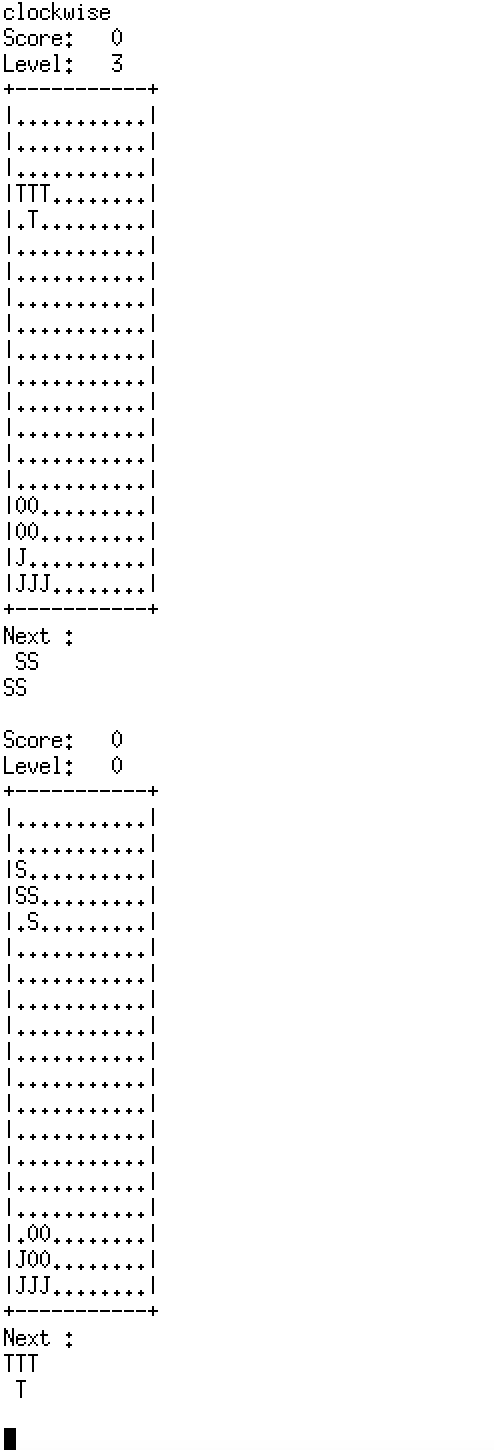 clockwise
Score:   0
Level:   3
+-----------+
|...........|
|...........|
|...........|
|TTT........|
|.T.........|
|...........|
|...........|
|...........|
|...........|
|...........|
|...........|
|...........|
|...........|
|...........|
|...........|
|OO.........|
|OO.........|
|J..........|
|JJJ........|
+-----------+
Next :
 SS
SS

Score:   0
Level:   0
+-----------+
|...........|
|...........|
|S..........|
|SS.........|
|.S.........|
|...........|
|...........|
|...........|
|...........|
|...........|
|...........|
|...........|
|...........|
|...........|
|...........|
|...........|
|.OO........|
|JOO........|
|JJJ........|
+-----------+
Next :
TTT
 T